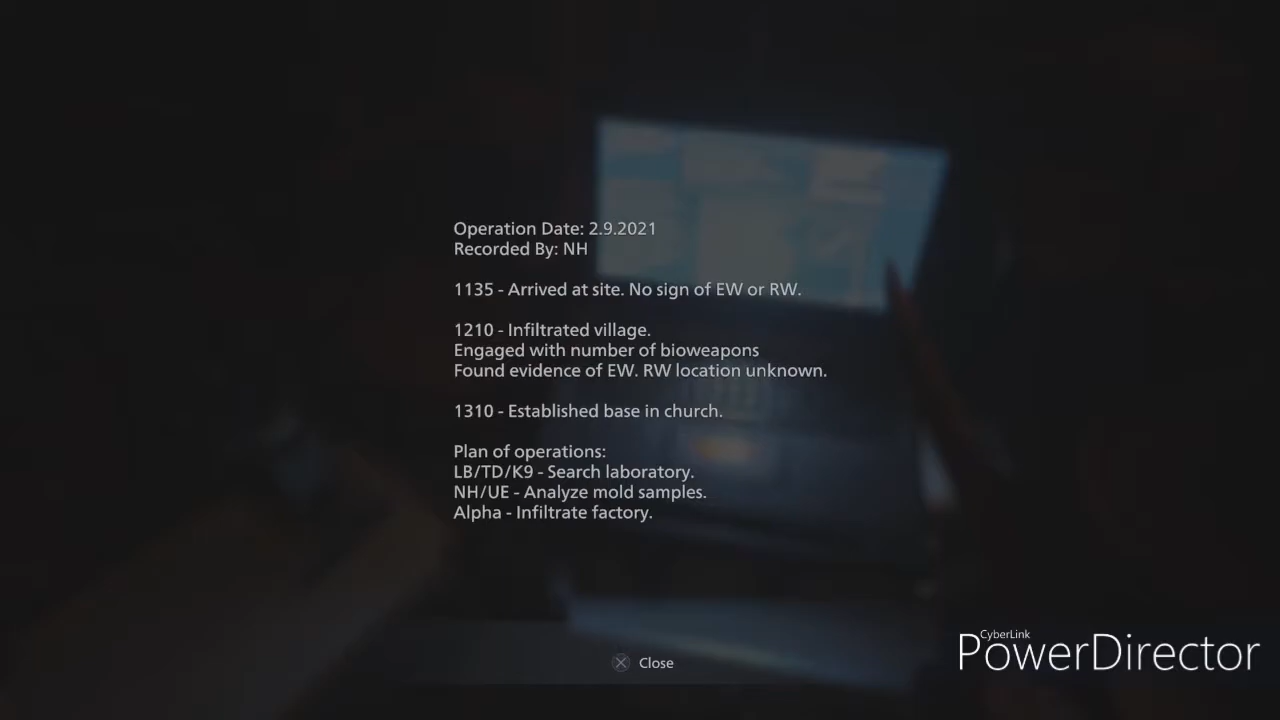 Operation Date: 2.9.2021
Recorded By: NH
1135 - Arrived at site. No sign of EW or RW.
1210 - Infiltrated village.
Engaged with number of bioweapons
Found evidence of EW. RW location unknown.
1310 - Established base in church.
Plan of operations:
LB/TD/K9 - Search laboratory.
NH/UE - Analyze mold samples.
Alpha - Infiltrate factory.
Close
CyberLink
PowerDirector